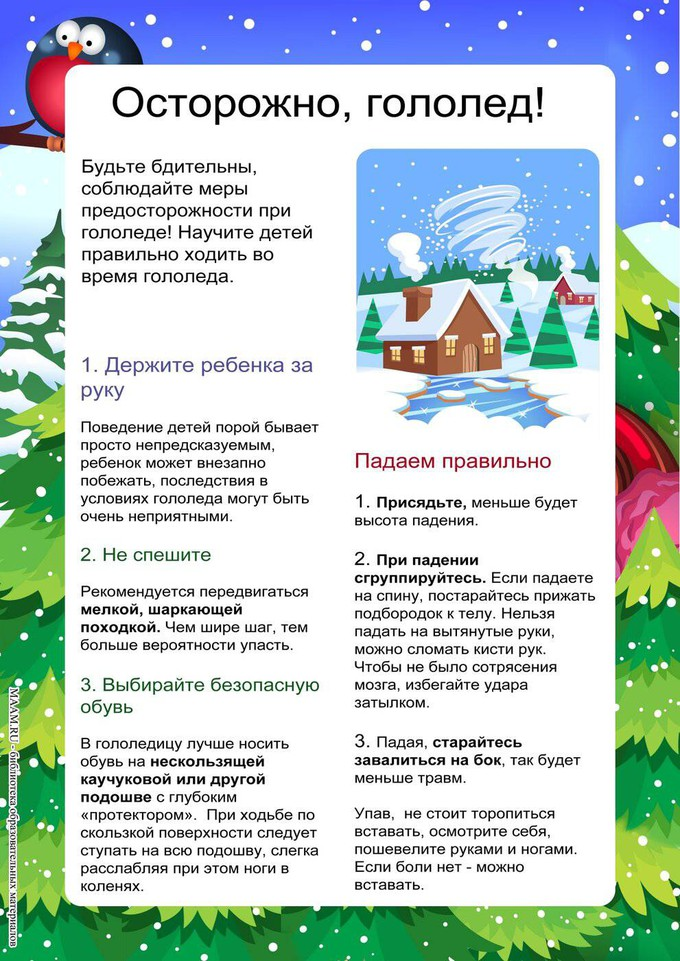 Осторожно, гололед!
Будьте бдительны,
соблюдайте меры
предосторожности при
гололеде! Научите детей
правильно ходить во
время гололеда.
1. Держите ребенка за
руку
Поведение детей порой бывает
просто непредсказуемым,
ребенок может внезапно
побежать, последствия в
условиях гололеда могут быть
очень неприятными.
2. Не спешите
Рекомендуется передвигаться
мелкой, шаркающей
походкой. Чем шире шаг, тем
больше вероятности упасть.
3. Выбирайте безопасную
обувь
В гололедицу лучше носить
обувь на нескользящей
каучуковой или другой
подошве с глубоким
«протектором».  При ходьбе по
скользкой поверхности следует
ступать на всю подошву, слегка
расслабляя при этом ноги в
коленях.
Падаем правильно
1. Присядьте, меньше будет
высота падения.
2. При падении
сгруппируйтесь. Если падаете
на спину, постарайтесь прижать
подбородок к телу. Нельзя
падать на вытянутые руки,
можно сломать кисти рук.
Чтобы не было сотрясения
мозга, избегайте удара
затылком.
3. Падая, старайтесь
завалиться на бок, так будет
меньше травм.
Упав,  не стоит торопиться
вставать, осмотрите себя,
пошевелите руками и ногами.
Если боли нет - можно
вставать.
MAAM.RU - библиотека образовательных материалов